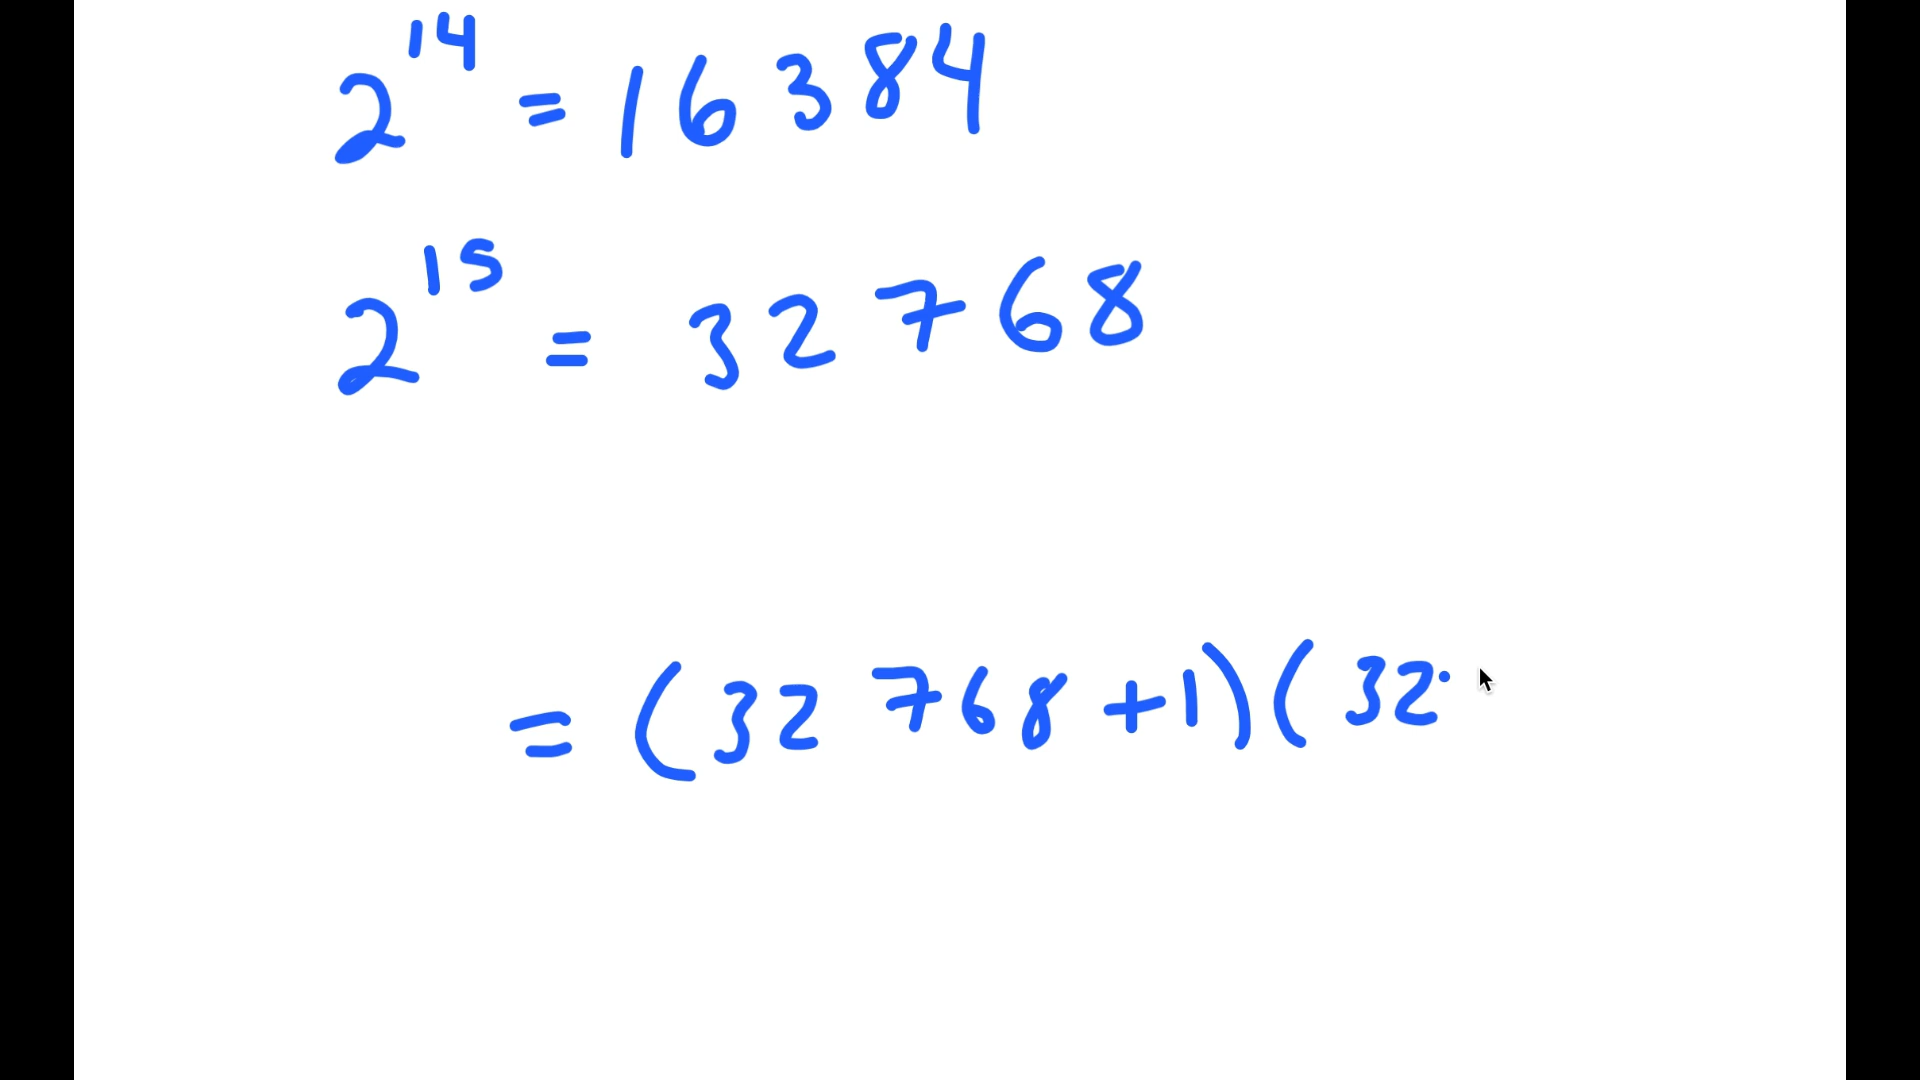 2^14 = 16384
2^15 = 32768
= (32768+1)(32